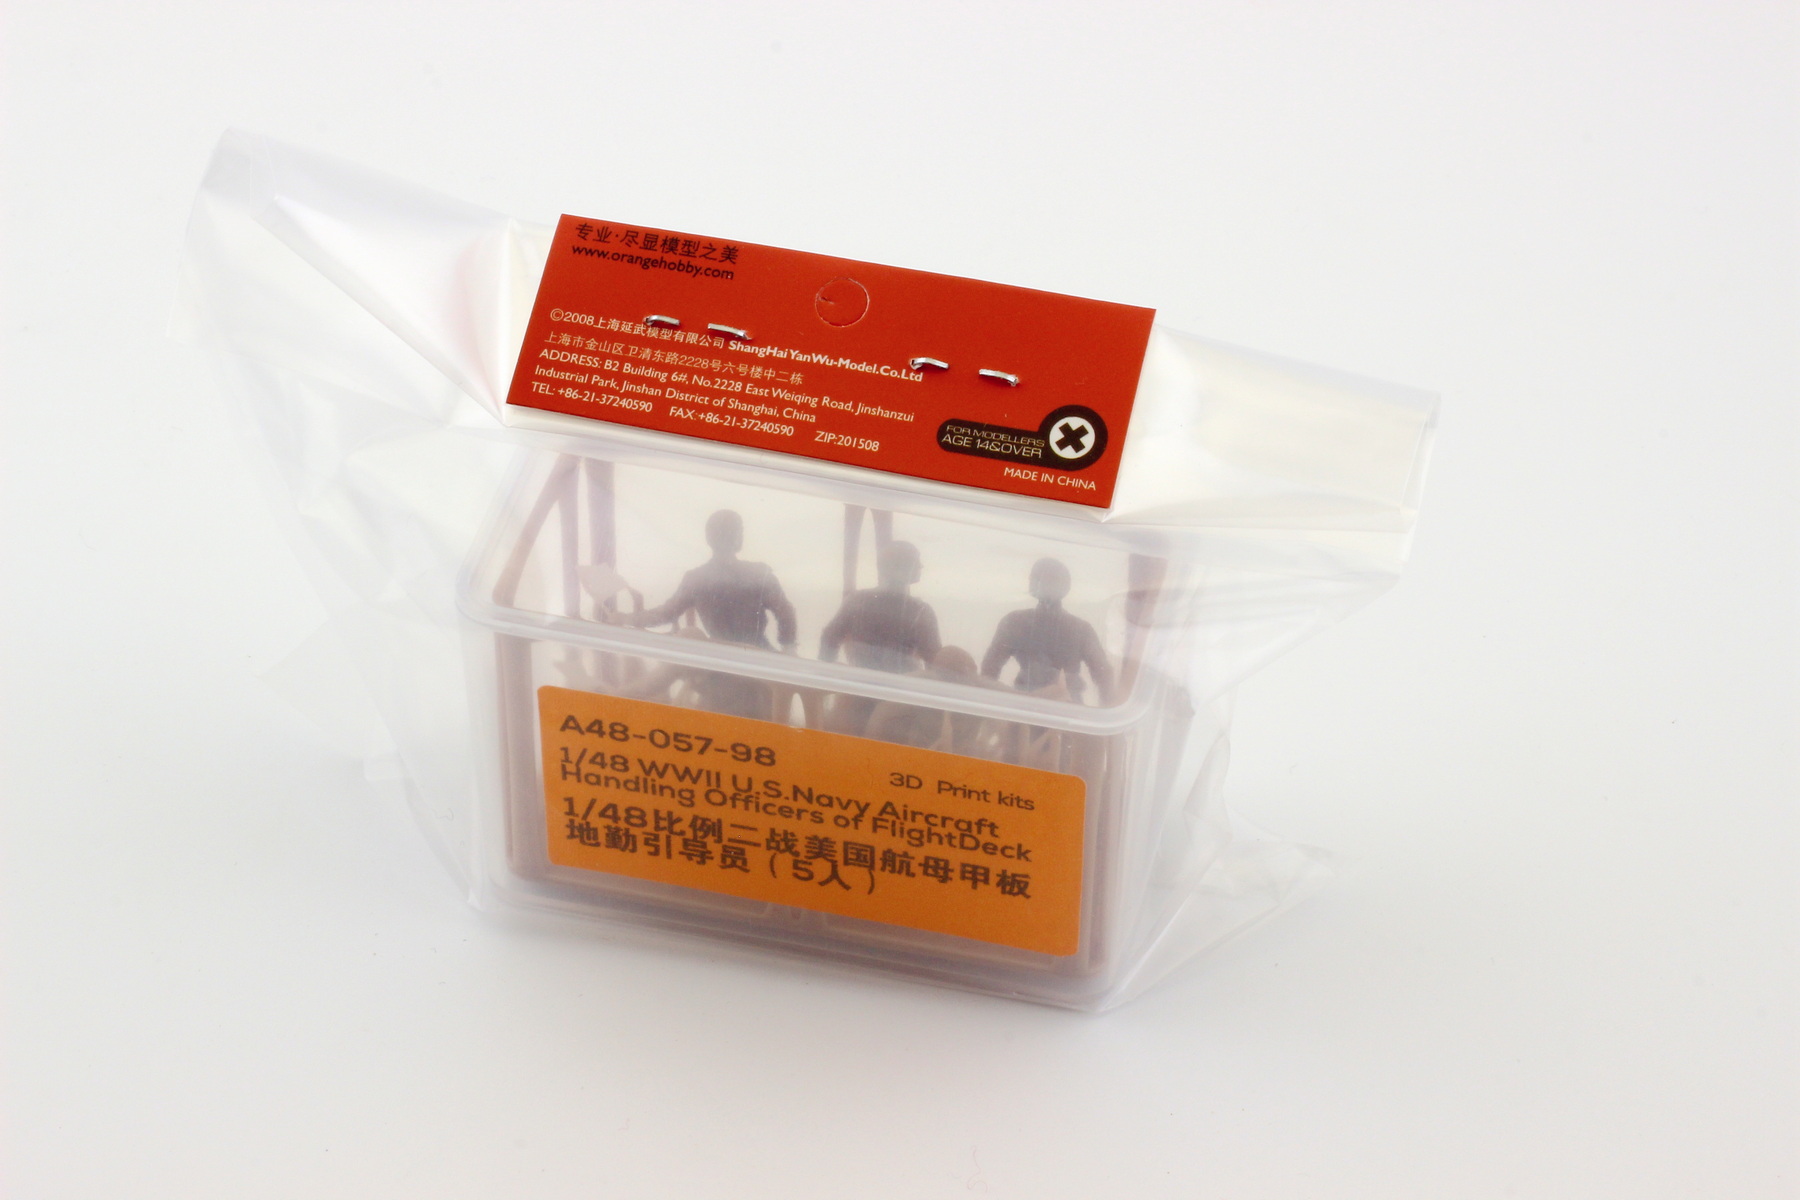 专业·尽显模型之美
www.orangehobby.com
©2008上海延武模型有限公司 ShangHai YanWu-Model.Co.Ltd
上海市金山区卫清东路2228号六号楼中二栋
ADDRESS: B2 Building 6#, No.2228 East Weiqing Road, Jinshanzui
Industrial Park, Jinshan District of Shanghai, China
TEL: +86-21-37240590 FAX: +86-21-37240590 ZIP:201508
FOR MODELLERS
AGE 14&OVER
MADE IN CHINA
A48-057-98
3D Print kits
1/48 WWII U.S.Navy Aircraft
Handling Officers of FlightDeck
1/48比例二战美国航母甲板
地勤引导员（5人）